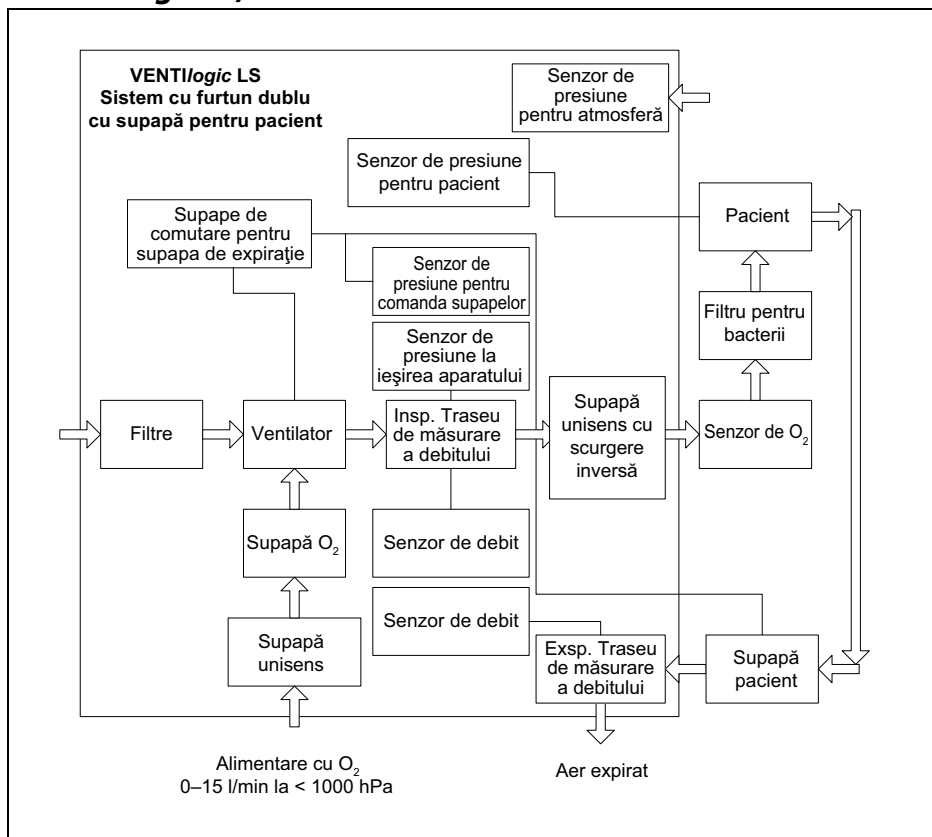 VENTIlogic LS
Sistem cu furtun dublu
cu supapă pentru pacient
Senzor de
presiune
pentru atmosferă
Senzor de presiune
pentru pacient
Pacient
Supape de
comutare pentru
supapa de expiraţie
Senzor de
presiune pentru
comanda supapelor
Filtru pentru
bacterii
Senzor de
presiune la
ieşirea aparatului
Filtre
Ventilator
Insp. Traseu
de măsurare
a debitului
Supapă
unisens cu
scurgere
inversă
Senzor de O2
Supapă O2
Senzor de debit
Senzor de debit
Supapă
unisens
Exsp. Traseu
de măsurare
a debitului
Supapă
pacient
Alimentare cu O2
0–15 l/min la < 1000 hPa
Aer expirat